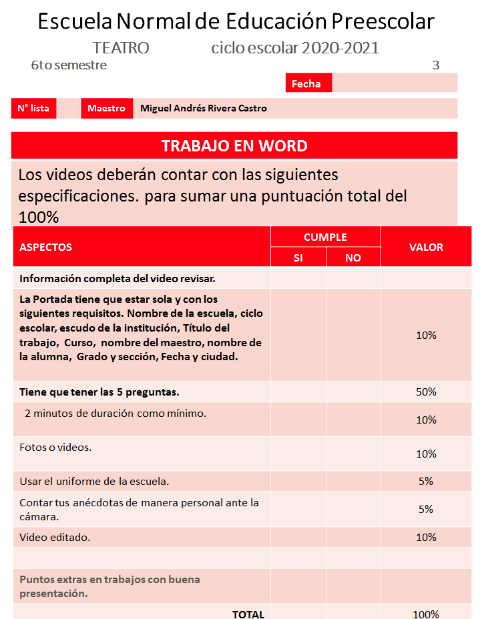 Escuela Normal de Educación Preescolar
TEATRO ciclo escolar 2020-2021
6to semestre 3
Fecha
N° lista Maestro Miguel Andrés Rivera Castro
TRABAJO EN WORD
Los videos deberán contar con las siguientes
especificaciones. para sumar una puntuación total del
100%
ASPECTOS CUMPLE VALOR
SI NO
Información completa del video revisar.
La Portada tiene que estar sola y con los
siguientes requisitos. Nombre de la escuela, ciclo
escolar, escudo de la institución, Título del
trabajo, Curso, nombre del maestro, nombre de
la alumna, Grado y sección, Fecha y ciudad.
10%
Tiene que tener las 5 preguntas. 50%
2 minutos de duración como mínimo. 10%
Fotos o videos. 10%
Usar el uniforme de la escuela. 5%
Contar tus anécdotas de manera personal ante la
cámara.
5%
Video editado. 10%
Puntos extras en trabajos con buena
presentación.
TOTAL 100%